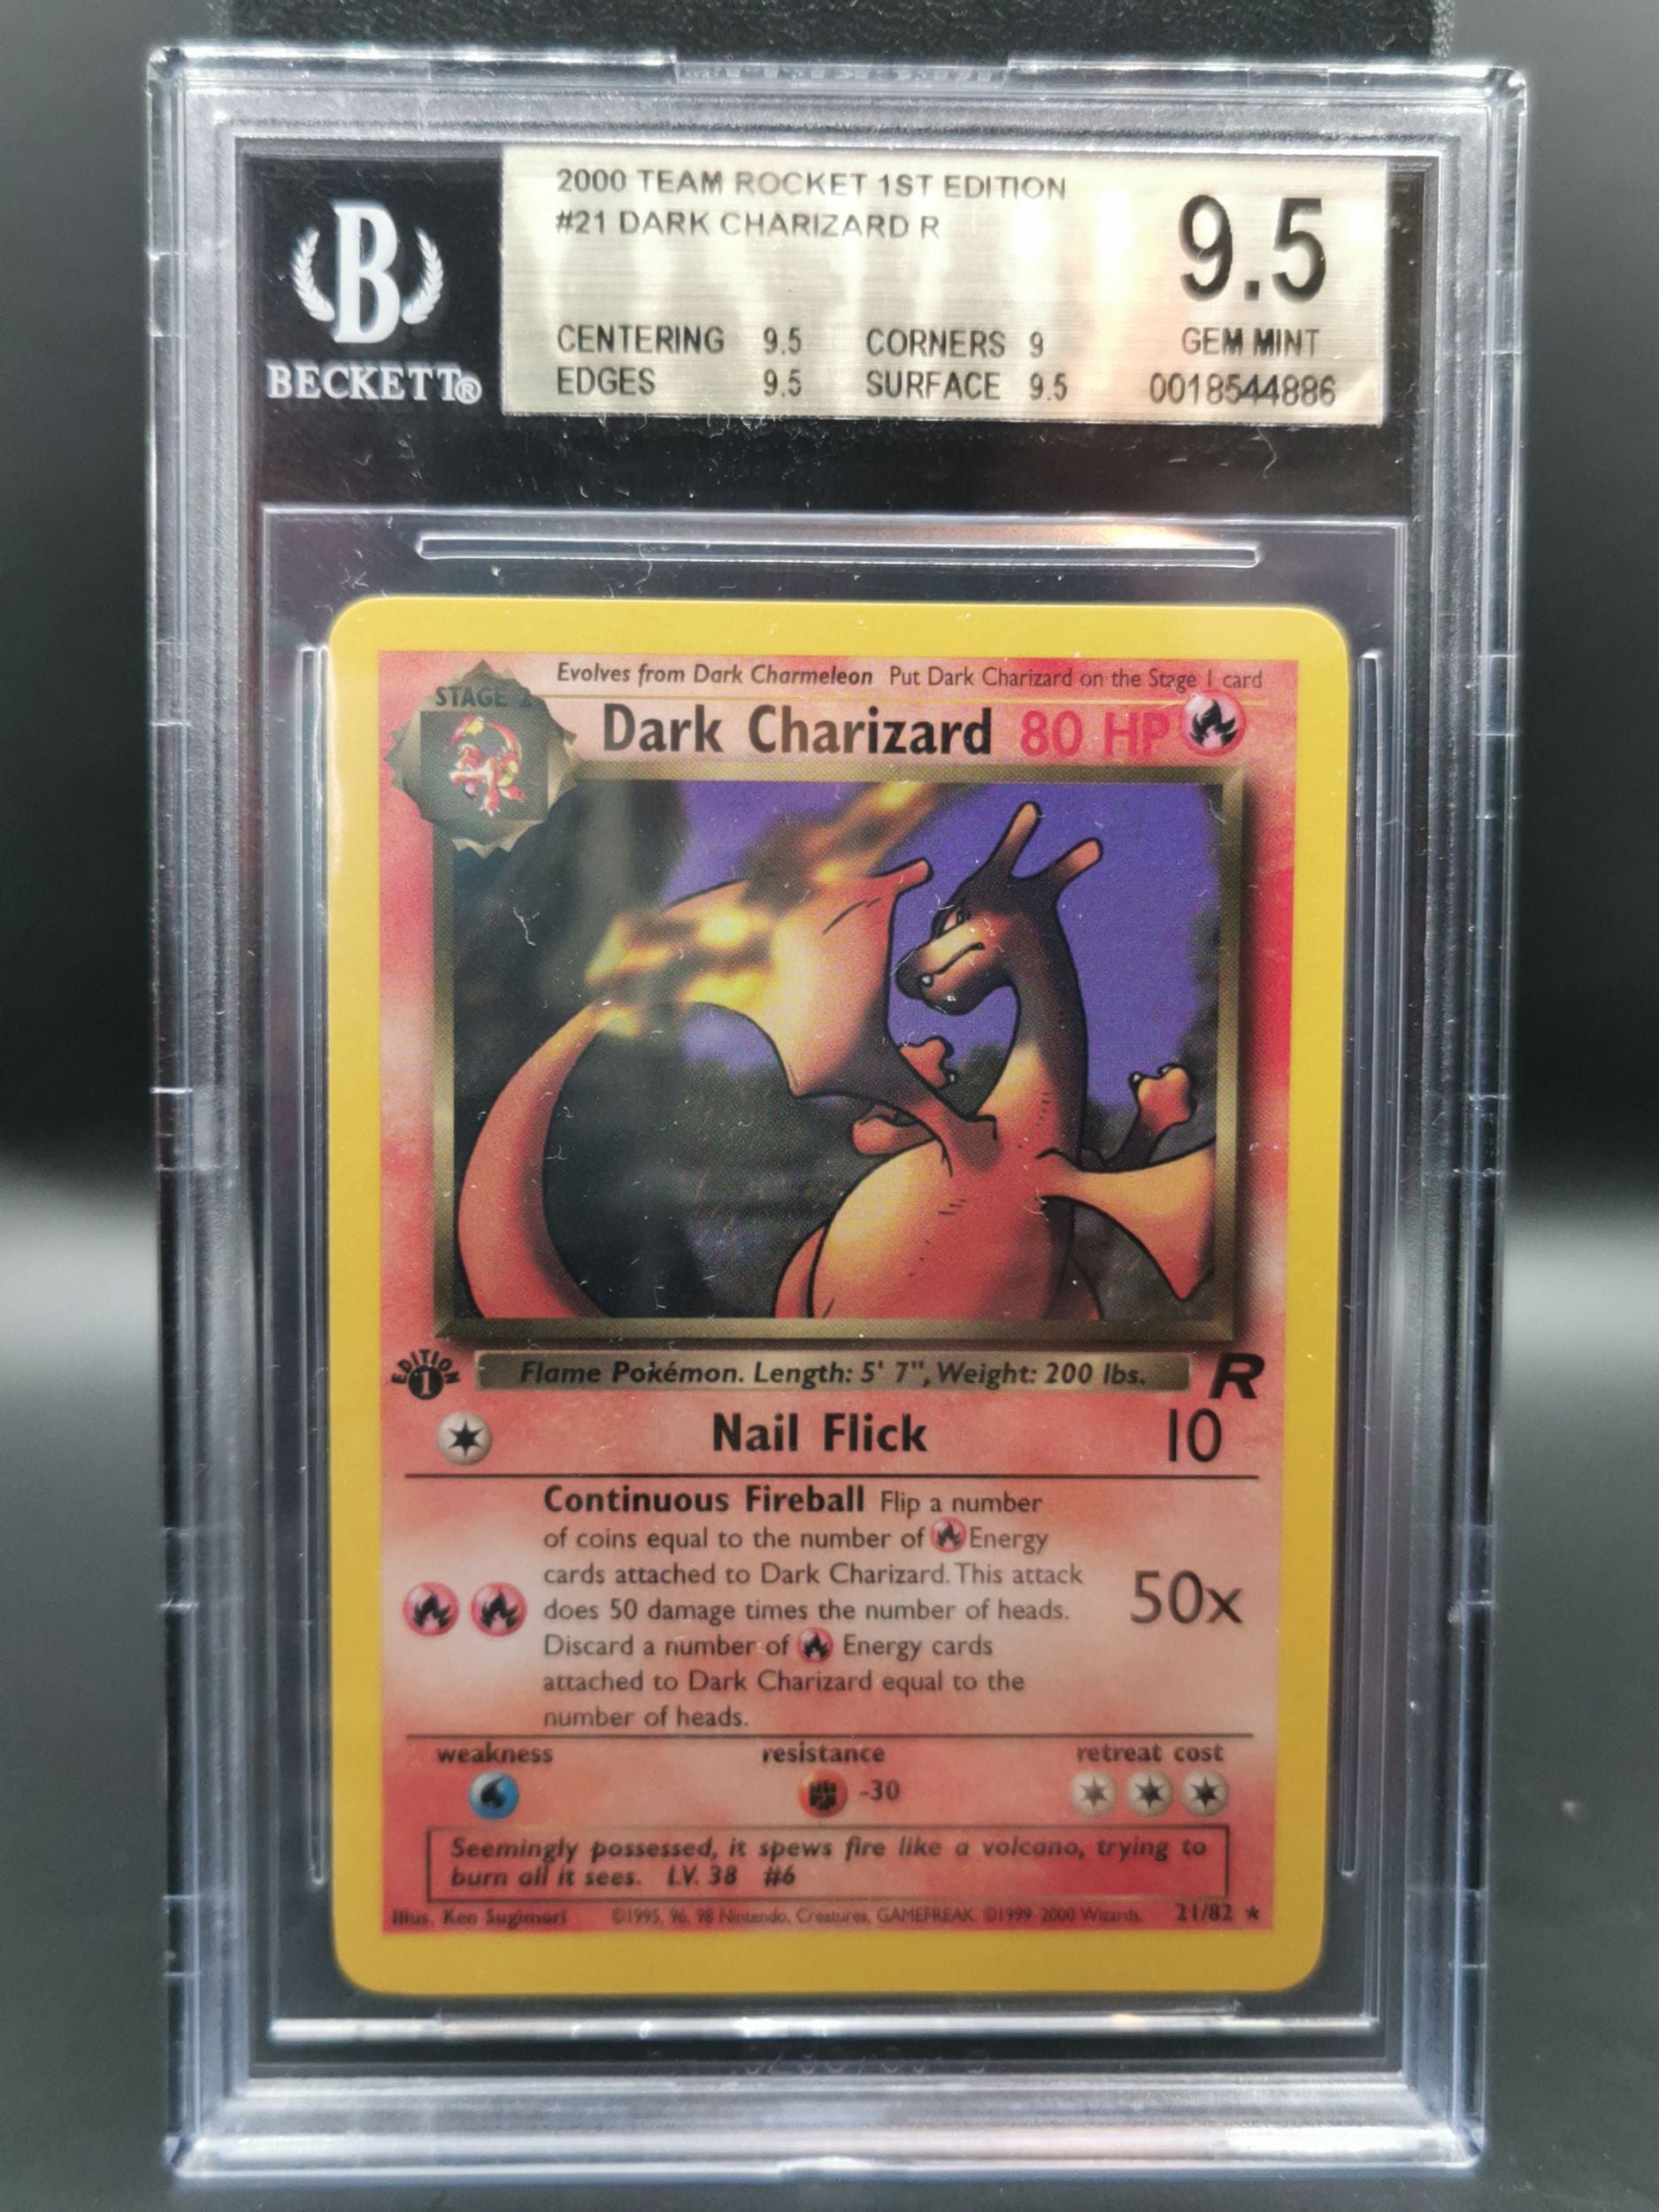 2000 TEAM ROCKET 1ST EDITION
#21 DARK CHARIZARD R
9.5
CENTERING 9.5 CORNERS 9 GEM MINT
EDGES 9.5 SURFACE 9.5 0018544886
B
BECKETT®
Evolves from Dark Charmeleon Put Dark Charizard on the Stage 1 card
STAGE 2
Dark Charizard 80 HP
EDITION
1
Flame Pokémon. Length: 5' 7", Weight: 200 lbs.
R
Nail Flick 10
Continuous Fireball Flip a number
of coins equal to the number of Energy
cards attached to Dark Charizard. This attack
does 50 damage times the number of heads.
Discard a number of Energy cards
attached to Dark Charizard equal to the
number of heads.
50x
weakness resistance retreat cost
-30
Seemingly possessed, it spews fire like a volcano, trying to
burn all it sees. LV. 38 #6
Illus. Ken Sugimori ©1995, 96, 98 Nintendo, Creatures, GAMEFREAK. ©1999-2000 Wizards. 21/82 ★